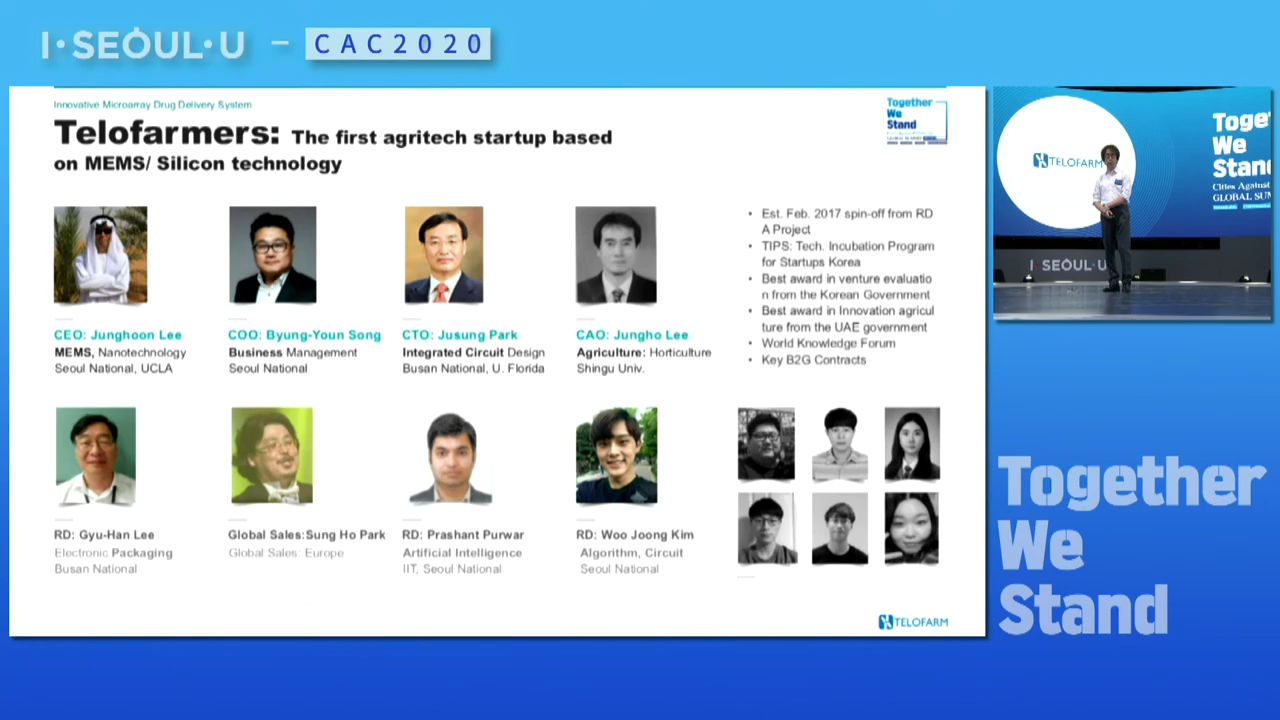 I·SEOUL·U – CAC2020
Innovative Microarray Drug Delivery System
Telofarmers: The first agritech startup based
on MEMS/ Silicon technology
Together
We
Stand
CEO: Junghoon Lee
MEMS, Nanotechnology
Seoul National, UCLA
COO: Byung-Youn Song
Business Management
Seoul National
CTO: Jusung Park
Integrated Circuit Design
Busan National, U. Florida
CAO: Jungho Lee
Agriculture: Horticulture
Shingu Univ.
• Est. Feb. 2017 spin-off from RD
A Project
• TIPS: Tech. Incubation Program
for Startups Korea
• Best award in venture evaluatio
n from the Korean Government
• Best award in Innovation agricul
ture from the UAE government
• World Knowledge Forum
• Key B2G Contracts
RD: Gyu-Han Lee
Electronic Packaging
Busan National
Global Sales:Sung Ho Park
Global Sales: Europe
RD: Prashant Purwar
Artificial Intelligence
IIT, Seoul National
RD: Woo Joong Kim
Algorithm, Circuit
Seoul National
TELOFARM
TELOFARM
Toge
We
Stan
Cities Against
GLOBAL SUM
I·SEOUL·U
Together
We
Stand